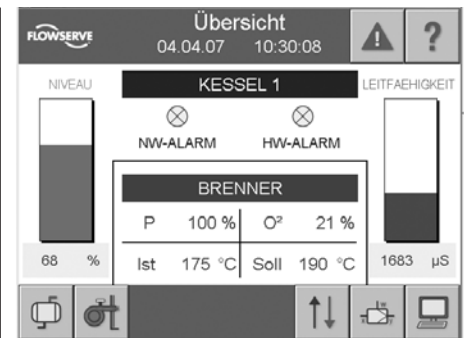 FLOWSERVE
Übersicht
04.04.07 10:30:08
?
NIVEAU
KESSEL 1
LEITFAEHIGKEIT
NW-ALARM HW-ALARM
BRENNER
P 100 % O² 21 %
68 % Ist 175 °C Soll 190 °C 1683 µS